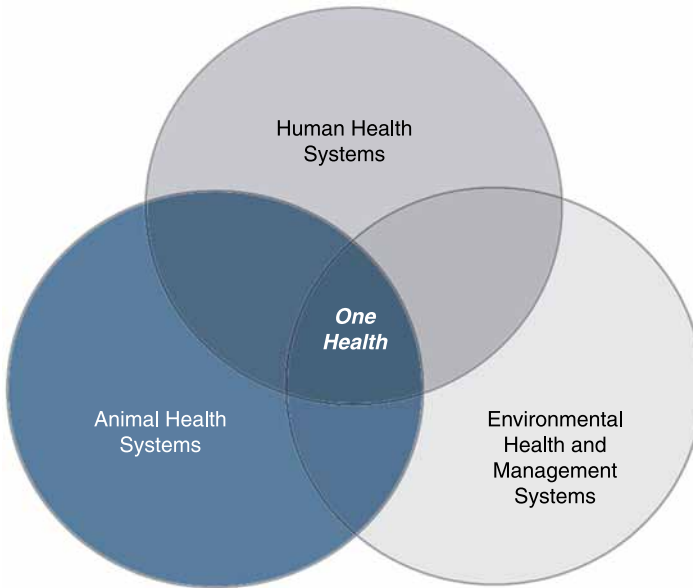 Human Health
Systems
One
Health
Animal Health
Systems
Environmental
Health and
Management
Systems